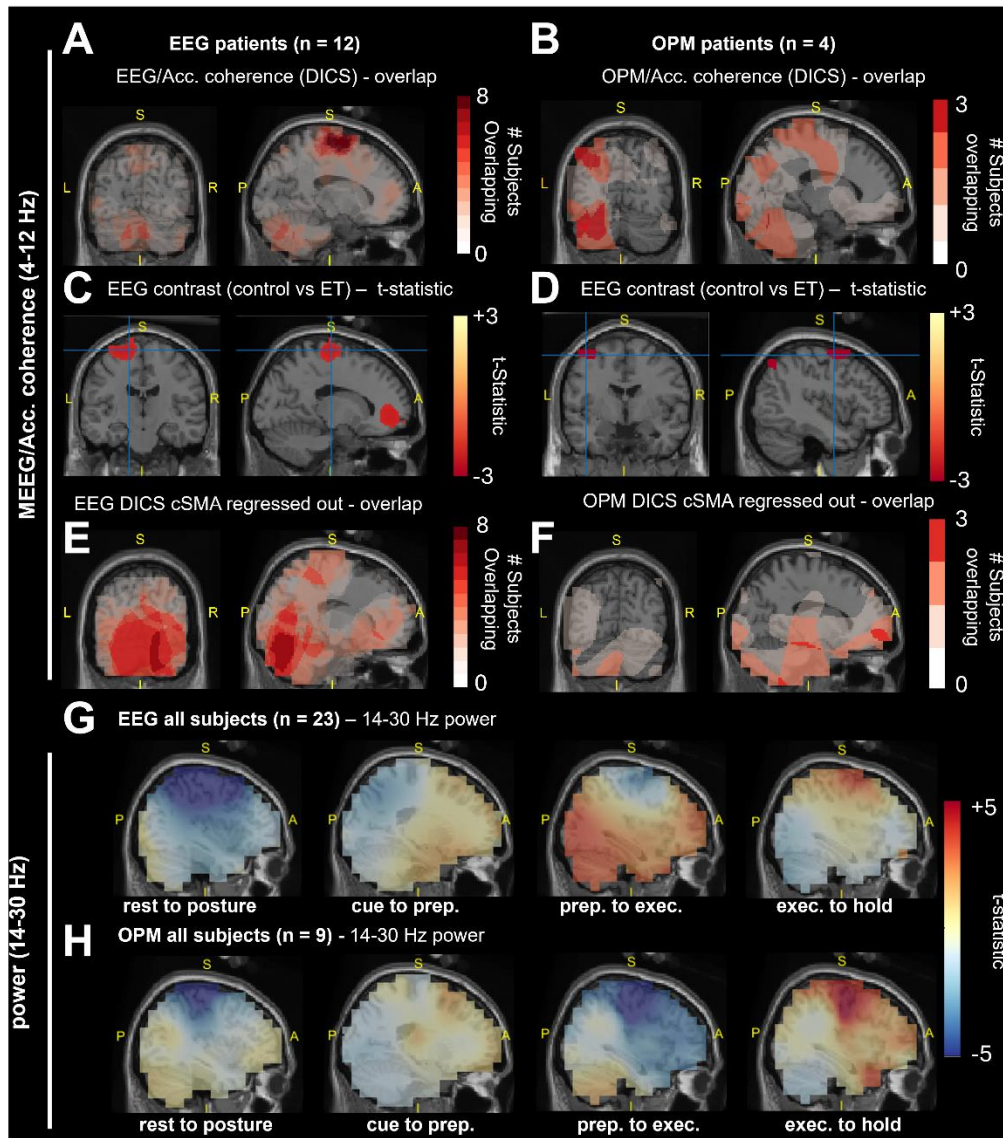 A
EEG patients (n = 12)
EEG/Acc. coherence (DICS) - overlap
S
L
R
P
A
I
8
0
# Subjects
Overlapping
B
OPM patients (n = 4)
OPM/Acc. coherence (DICS) - overlap
S
L
R
P
A
I
3
0
# Subjects
overlapping
C
EEG contrast (control vs ET) – t-statistic
S
L
R
P
A
I
+3
-3
t-Statistic
D
EEG contrast (control vs ET) – t-statistic
S
L
R
P
A
I
+3
-3
t-Statistic
E
EEG DICS cSMA regressed out - overlap
S
L
R
P
A
I
8
0
# Subjects
Overlapping
F
OPM DICS cSMA regressed out - overlap
S
L
R
P
A
I
3
0
# Subjects
overlapping
MEEG/Acc. coherence (4-12 Hz)
G
EEG all subjects (n = 23) – 14-30 Hz power
S
S
S
S
P
A
P
A
P
A
P
A
I
I
I
I
rest to posture
cue to prep.
prep. to exec.
exec. to hold
H
OPM all subjects (n = 9) - 14-30 Hz power
S
S
S
S
P
A
P
A
P
A
P
A
I
I
I
I
rest to posture
cue to prep.
prep. to exec.
exec. to hold
power (14-30 Hz)
+5
-5
t-statistic